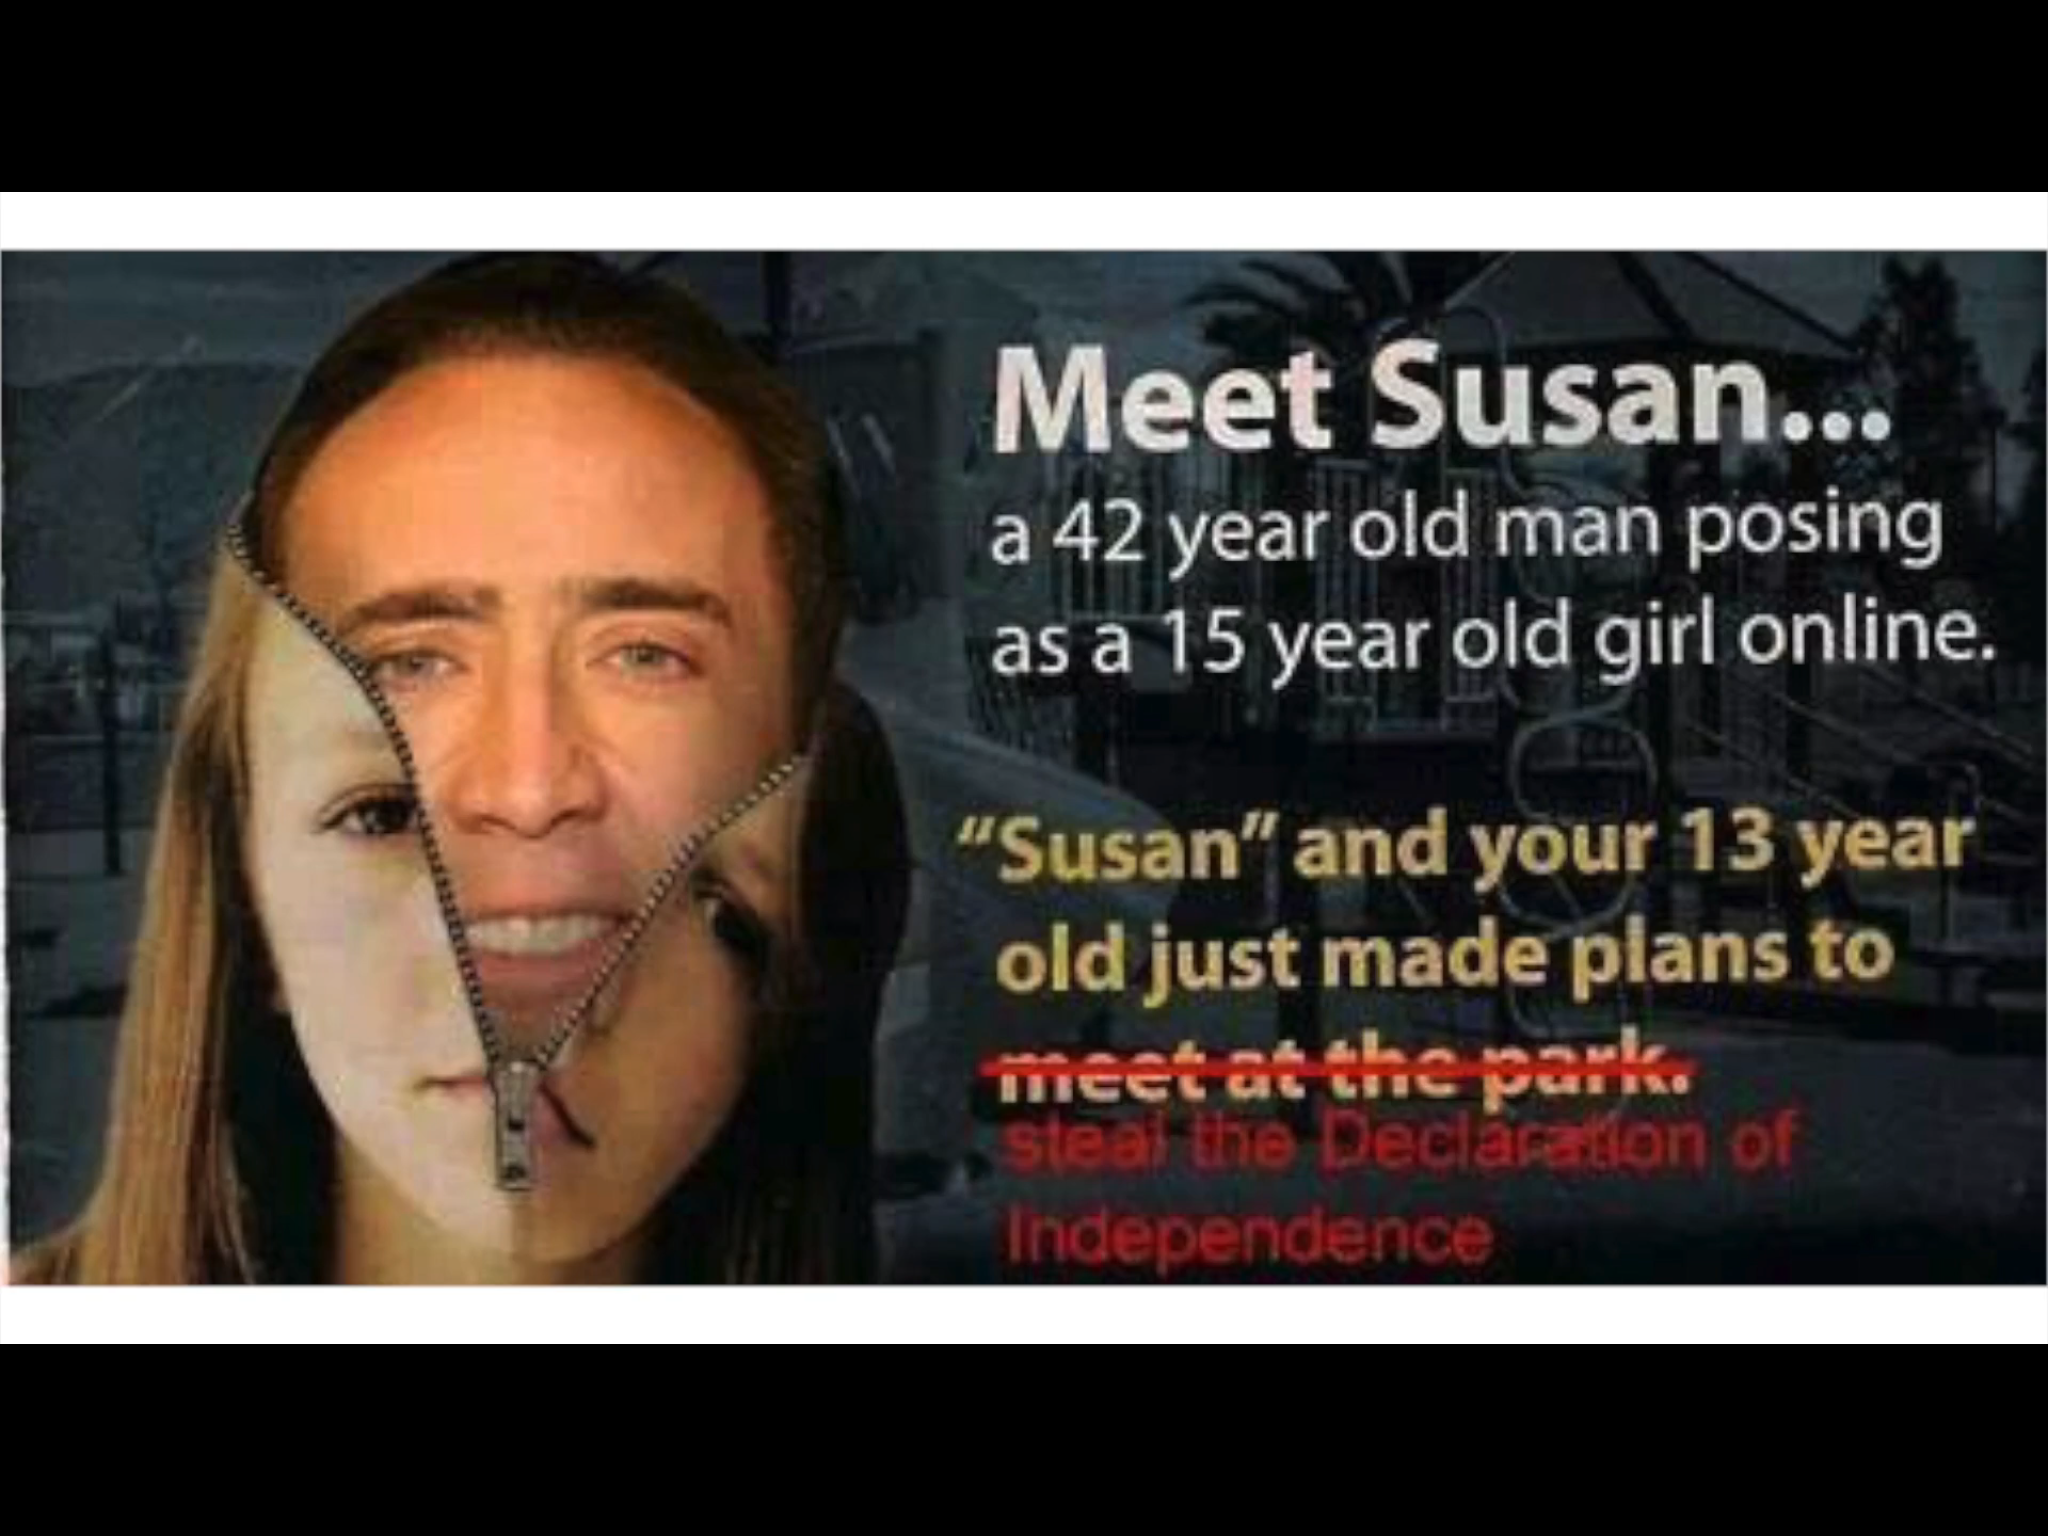 Meet Susan...
a 42 year old man posing
as a 15 year old girl online.
“Susan” and your 13 year
old just made plans to
meet at the park.
steal the Declaration of
Independence